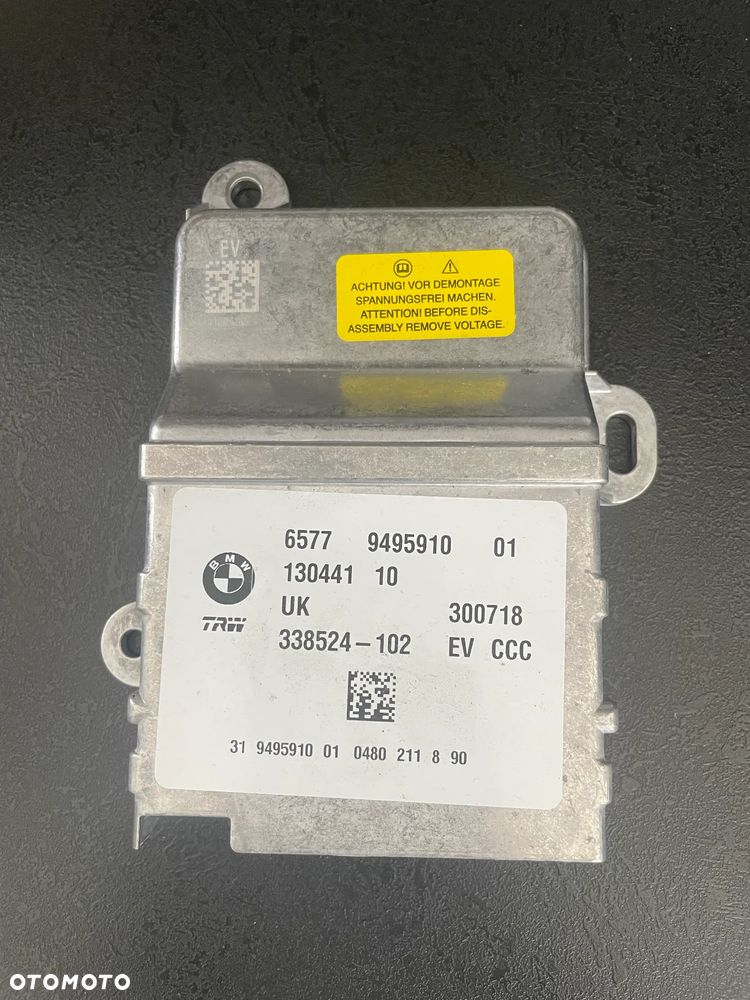 EV
ACHTUNG! VOR DEMONTAGE
SPANNUNGSFREI MACHEN.
ATTENTION! BEFORE DIS-
ASSEMBLY REMOVE VOLTAGE.
6577 9495910 01
BMW
130441 10
UK 300718
TRW
338524-102 EV CCC
31 9495910 01 0480 211 8 90
OTOMOTO